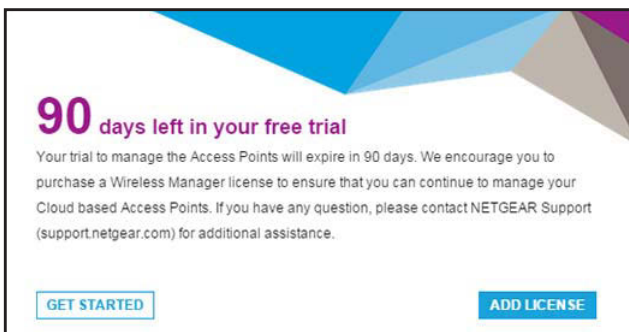 90 days left in your free trial
Your trial to manage the Access Points will expire in 90 days. We encourage you to
purchase a Wireless Manager license to ensure that you can continue to manage your
Cloud based Access Points. If you have any question, please contact NETGEAR Support
(support.netgear.com) for additional assistance.
GET STARTED
ADD LICENSE